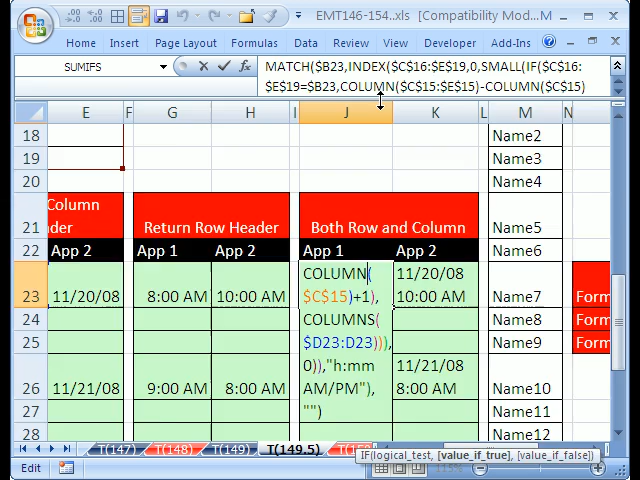 EMT146-154..xls [Compatibility Mod...M
Home Insert Page Layout Formulas Data Review View Developer Add-Ins
SUMIFS
MATCH($B23,INDEX($C$16:$E$19,0,SMALL(IF($C$16:
$E$19=$B23,COLUMN($C$15:$E$15)-COLUMN($C$15)
E F G H I J K L M N
18 Name2
19 Name3
20 Name4
Column
21 der Return Row Header Both Row and Column Name5
22 App 2 App 1 H App 2 App 1 K App 2 Name6
23 11/20/08 8:00 AM 10:00 AM COLUMN(
$C$15)+1),
11/20/08
10:00 AM Name7 Form
24 COLUMNS( Name8 Form
25 $D23:D23))), Name9 Form
0)),"h:mm
26 11/21/08 9:00 AM 8:00 AM AM/PM"), 11/21/08
8:00 AM Name10
27 "") Name11
28 Name12
T(147) T(148) T(149) T(149.5) T(15
IF(logical_test, [value_if_true], [value_if_false])
Edit 115%